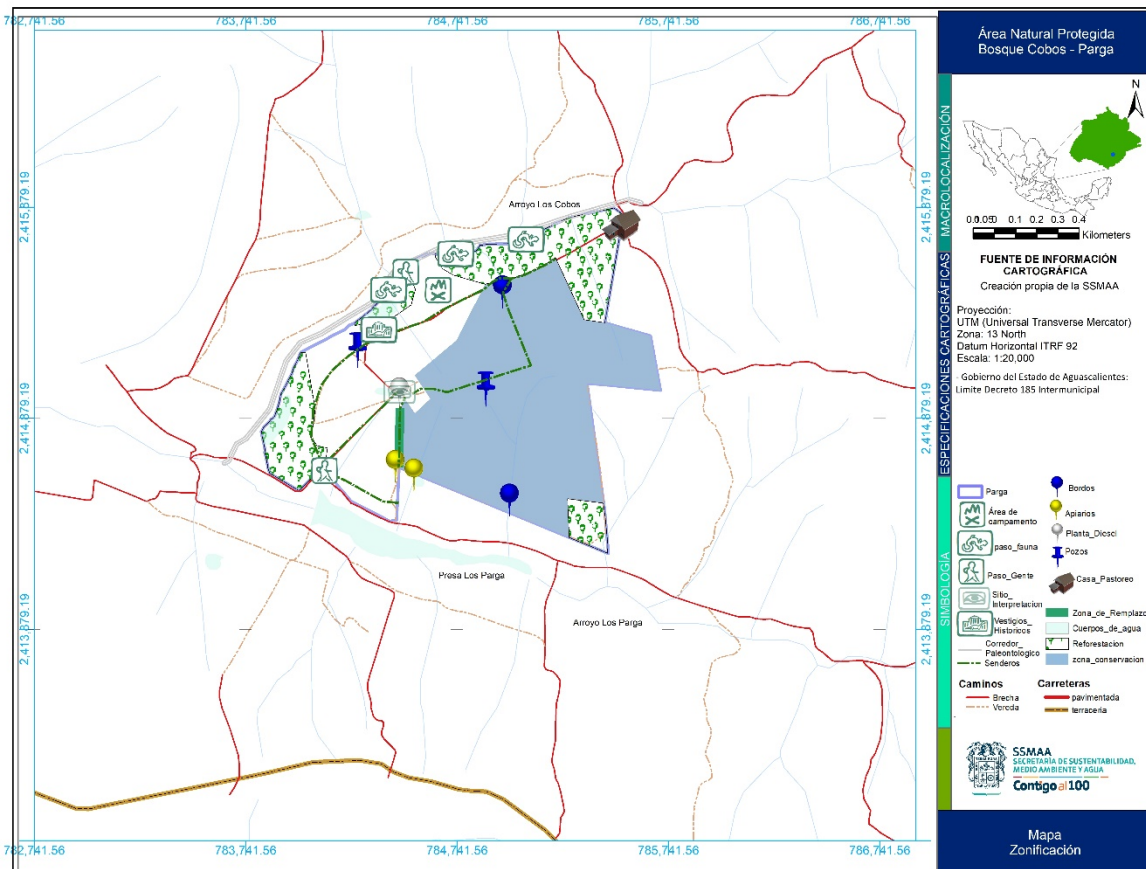 782,741.56
783,741.56
784,741.56
785,741.56
786,741.56
2,415,879.19
2,415,879.19
2,414,879.19
2,414,879.19
2,413,879.19
2,413,879.19
Arroyo Los Cobos
Presa Los Parga
Arroyo Los Parga
782,741.56
783,741.56
784,741.56
785,741.56
786,741.56
Área Natural Protegida
Bosque Cobos - Parga
MACROLOCALIZACIÓN
N
0.1 0.2 0.3 0.4
Kilometers
ESPECIFICACIONES CARTOGRÁFICAS
FUENTE DE INFORMACIÓN
CARTOGRÁFICA
Creación propia de la SSMAA
Proyección:
UTM (Universal Transverse Mercator)
Zona: 13 North
Datum Horizontal ITRF 92
Escala: 1:20,000
- Gobierno del Estado de Aguascalientes:
Limite Decreto 185 Intermunicipal
SIMBOLOGÍA
Parga
Área de
campamento
paso_fauna
Paso_Gente
Sitio_
Interpretacion
Vestigios_
Historicos
Corredor_
Paleontologico
Senderos
Bordos
Apiarios
Planta_Diesel
Pozos
Casa_Pastoreo
Zona_de_Remplazo
Cuerpos_de_agua
Reforestacion
zona_conservacion
Caminos
Brecha
Vereda
Carreteras
pavimentada
terraceria
SSMAA
SECRETARÍA DE SUSTENTABILIDAD,
MEDIO AMBIENTE Y AGUA
Contigo al 100
Mapa
Zonificación